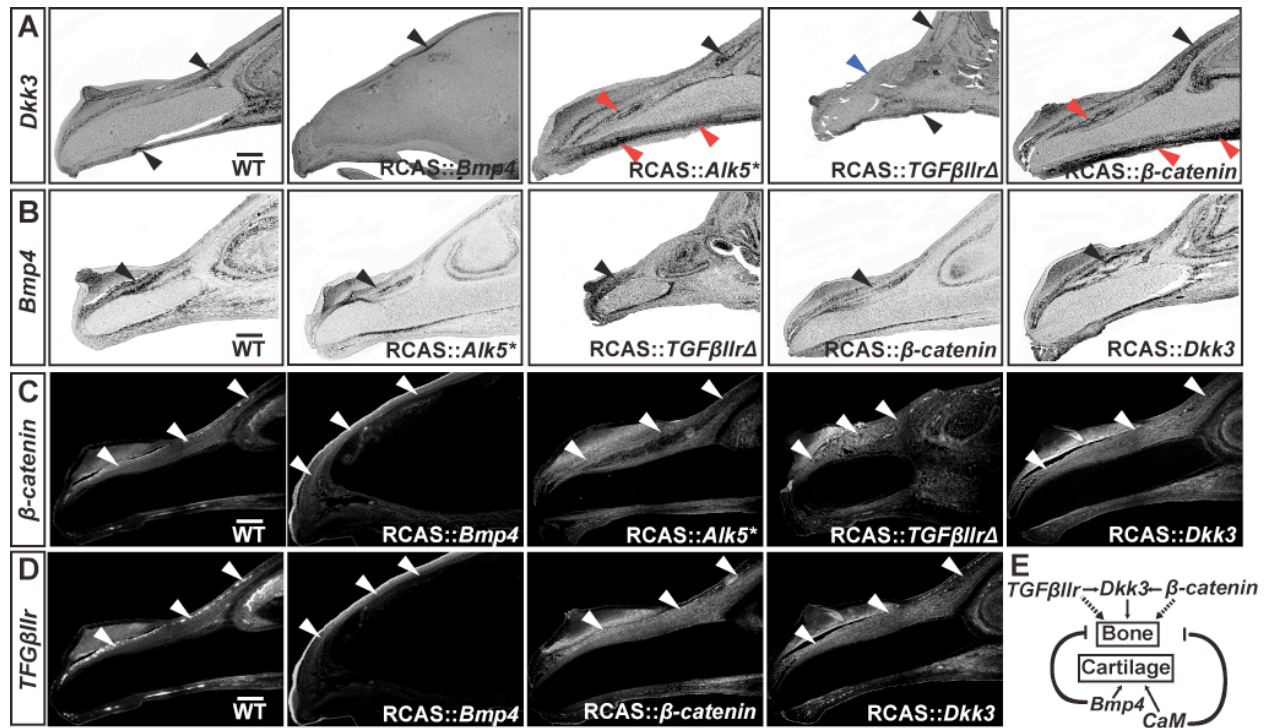 A
Dkk3
WT
RCAS::Bmp4
RCAS::Alk5*
RCAS::TGFβIIrΔ
RCAS::β-catenin
B
Bmp4
WT
RCAS::Alk5*
RCAS::TGFβIIrΔ
RCAS::β-catenin
RCAS::Dkk3
C
β-catenin
WT
RCAS::Bmp4
RCAS::Alk5*
RCAS::TGFβIIrΔ
RCAS::Dkk3
D
TFGβIIr
WT
RCAS::Bmp4
RCAS::β-catenin
RCAS::Dkk3
E
TGFβIIr Dkk3 β-catenin
Bone
Cartilage
Bmp4
CaM